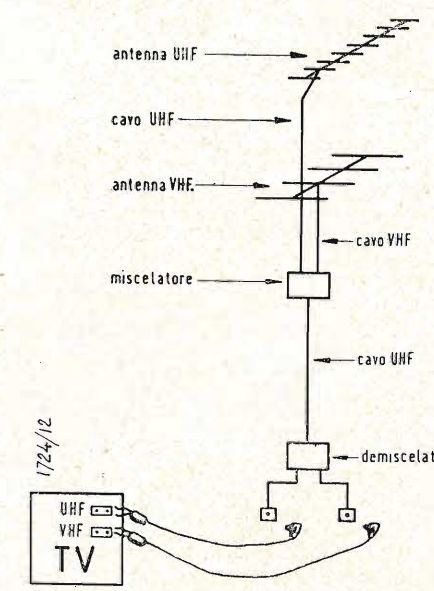 antenna UHF
cavo UHF
antenna VHF
cavo VHF
miscelatore
cavo UHF
demiscelat
1724/12
UHF
VHF
TV